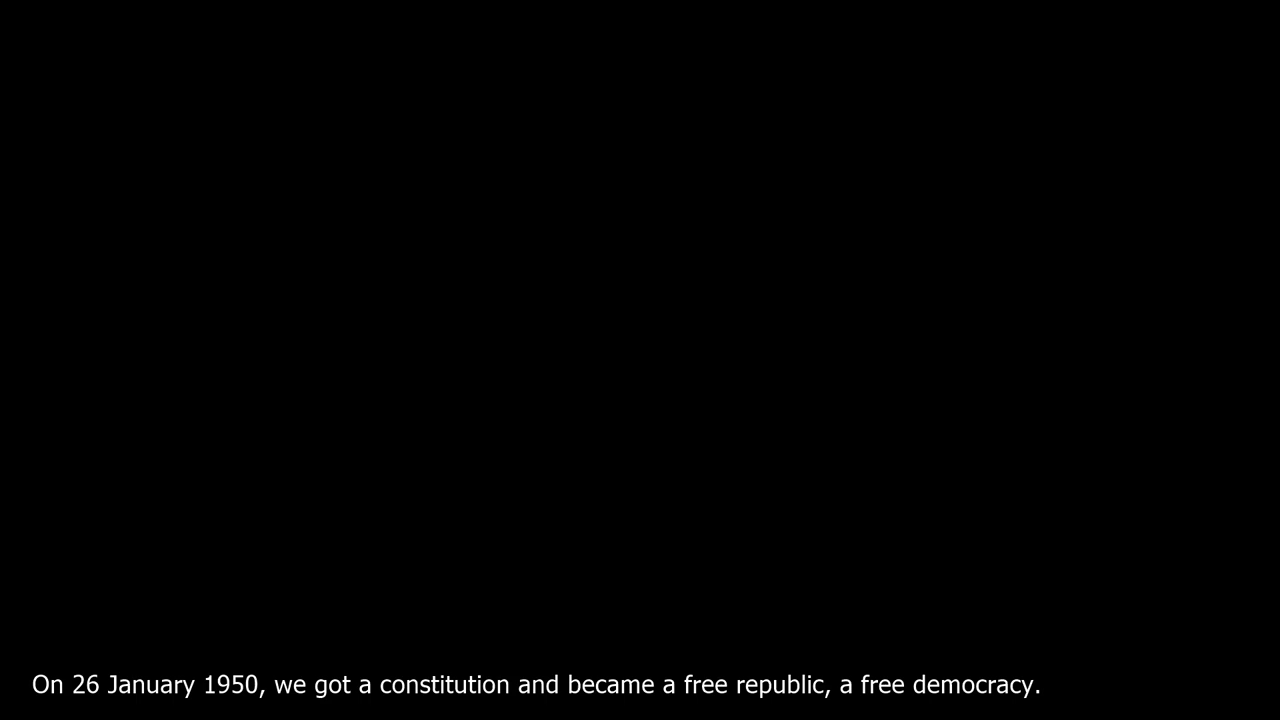 On 26 January 1950, we got a constitution and became a free republic, a free democracy.